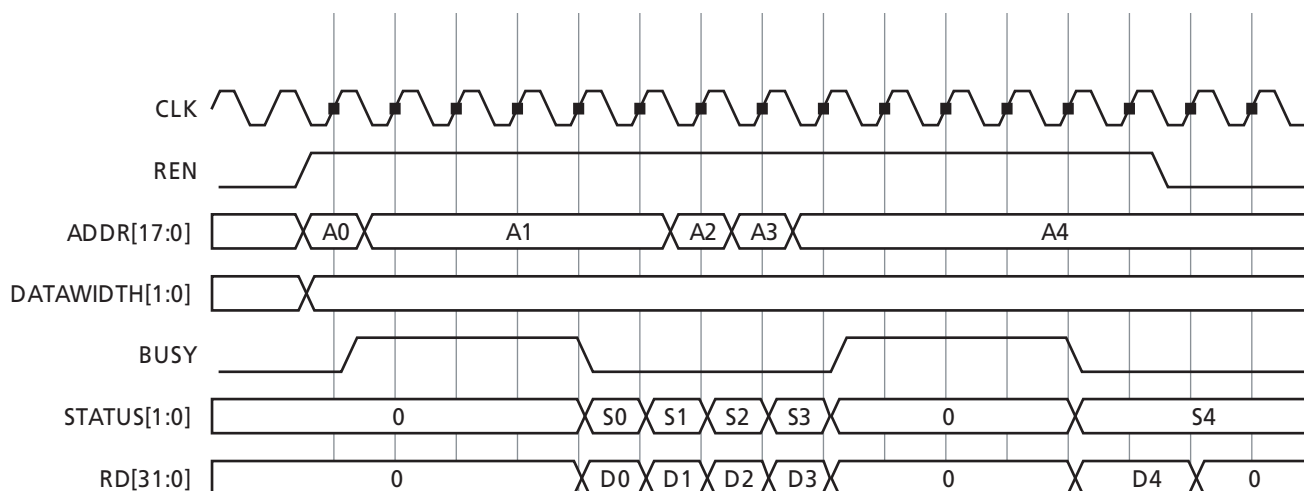 CLK
REN
ADDR[17:0] A0 A1 A2 A3 A4
DATAWIDTH[1:0]
BUSY
STATUS[1:0] 0 S0 S1 S2 S3 0 S4
RD[31:0] 0 D0 D1 D2 D3 0 D4 0